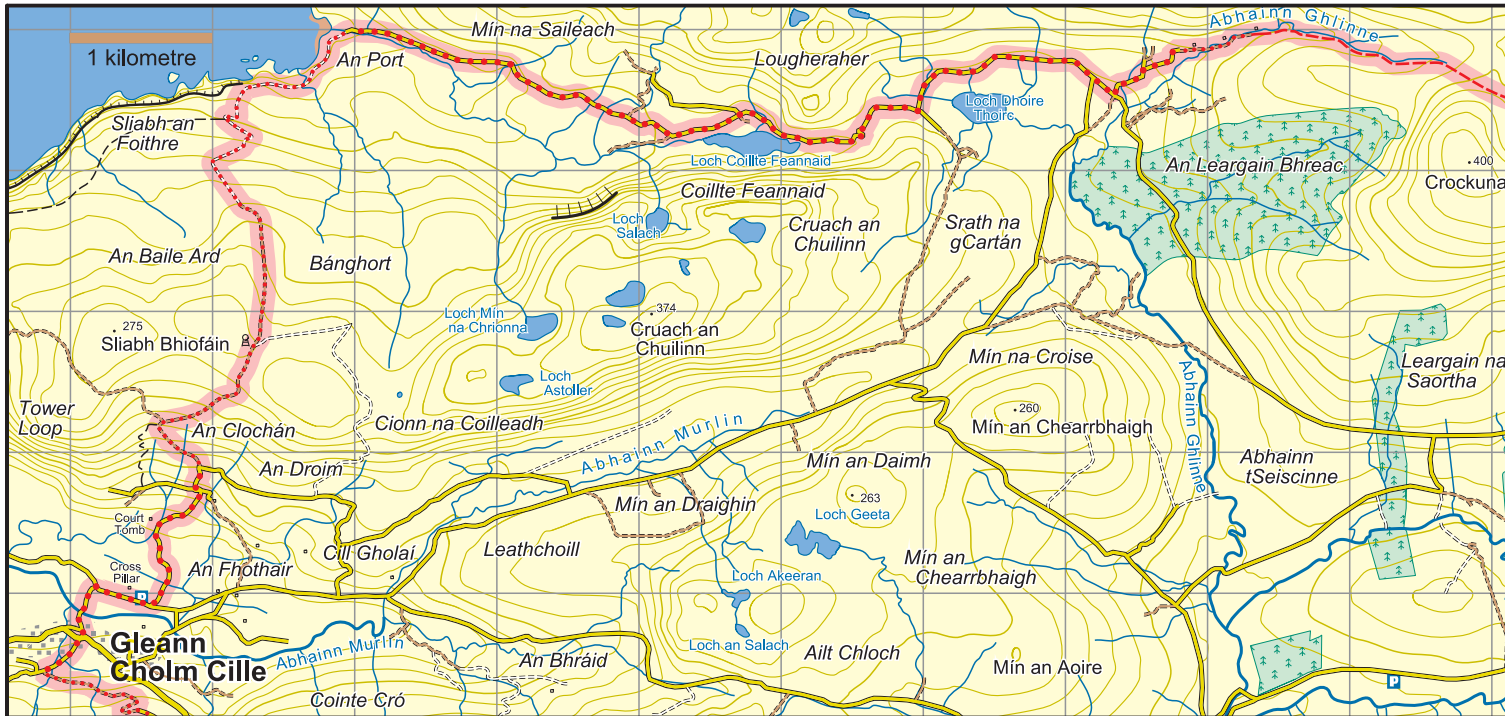 1 kilometre
Mín na Saileach
An Port
Lougheraher
Abhainn Ghlinne
Sliabh an
Foithre
Loch Dhoire
Thoirc
Loch Coillte Feannaid
Coillte Feannaid
An Leargain Bhreac
400
Crockuna
Loch
Salach
Cruach an
Chuilinn
Srath na
gCartán
An Baile Ard
Bánghort
Loch Mín
na Chrionna
374
Cruach an
Chuilinn
275
Sliabh Bhiofáin
Mín na Croise
Leargain na
Saortha
Loch
Astoller
Tower
Loop
An Clochán
Cionn na Coilleadh
Abhainn Murlin
260
Mín an Chearrbhaigh
Abhainn Ghlinne
An Droim
Mín an Daimh
Abhainn
tSeiscinne
Mín an Draighin
263
Loch Geeta
Court
Tomb
Cill Gholaí
Leathchoill
Mín an
Chearrbhaigh
Cross
Pillar
An Fhothair
Loch Akeeran
P
Gleann
Cholm Cille
Abhainn Murlin
An Bhráid
Loch an Salach
Ailt Chloch
Mín an Aoire
P
Cointe Cró